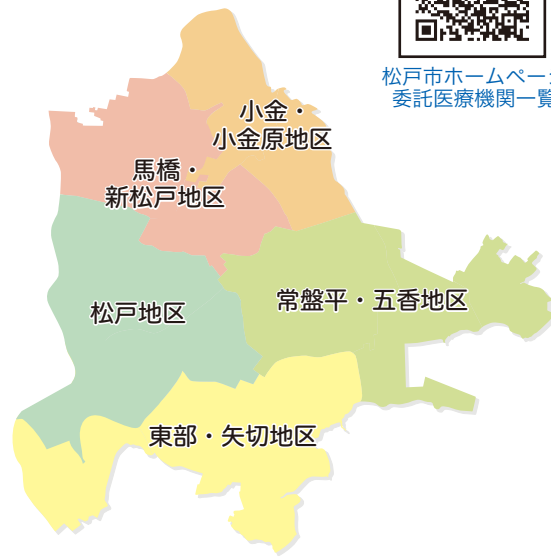 松戸市ホームペー
委託医療機関一覧
小金・
小金原地区
馬橋・
新松戸地区
常盤平・五香地区
松戸地区
東部・矢切地区